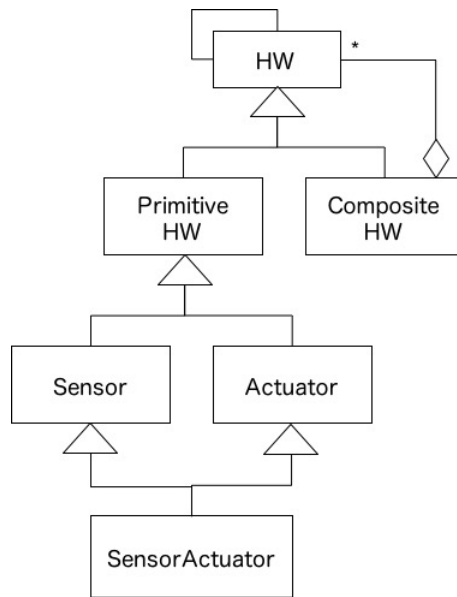 HW
*
Primitive
HW
Composite
HW
Sensor
Actuator
SensorActuator